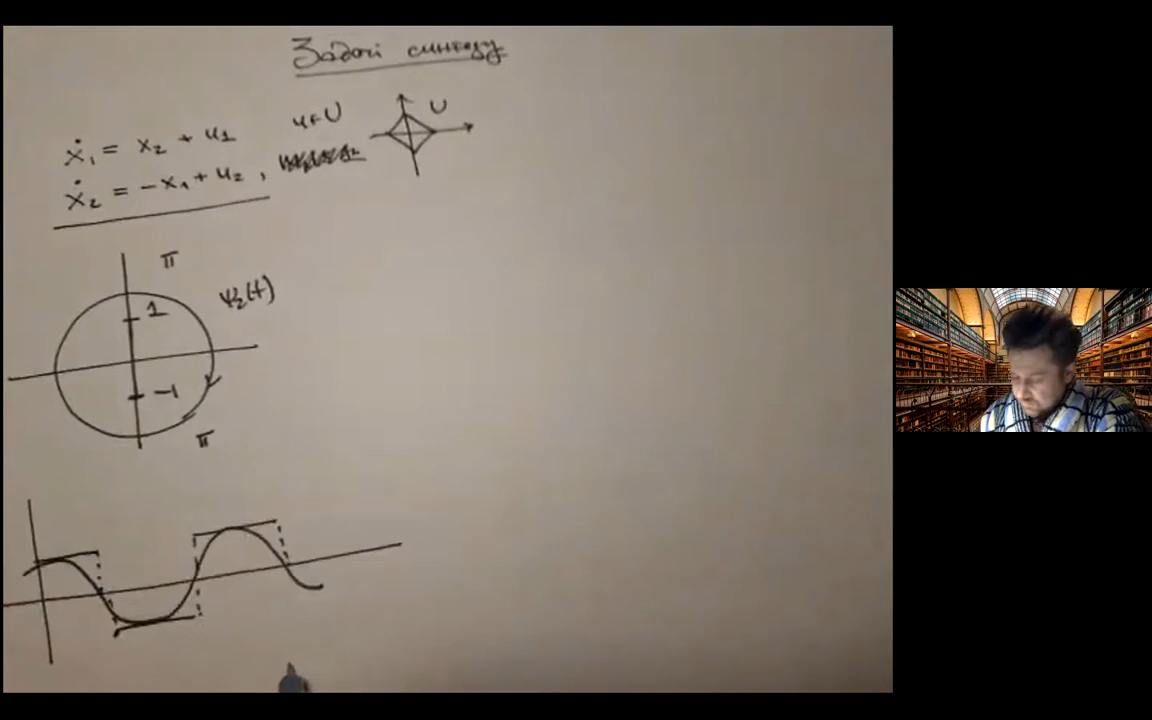 Задачі синтезу
ẋ₁ = x₂ + u₁
u∈U
U
ẋ₂ = -x₁ + u₂,
π
ψ₂(t)
1
-1
π